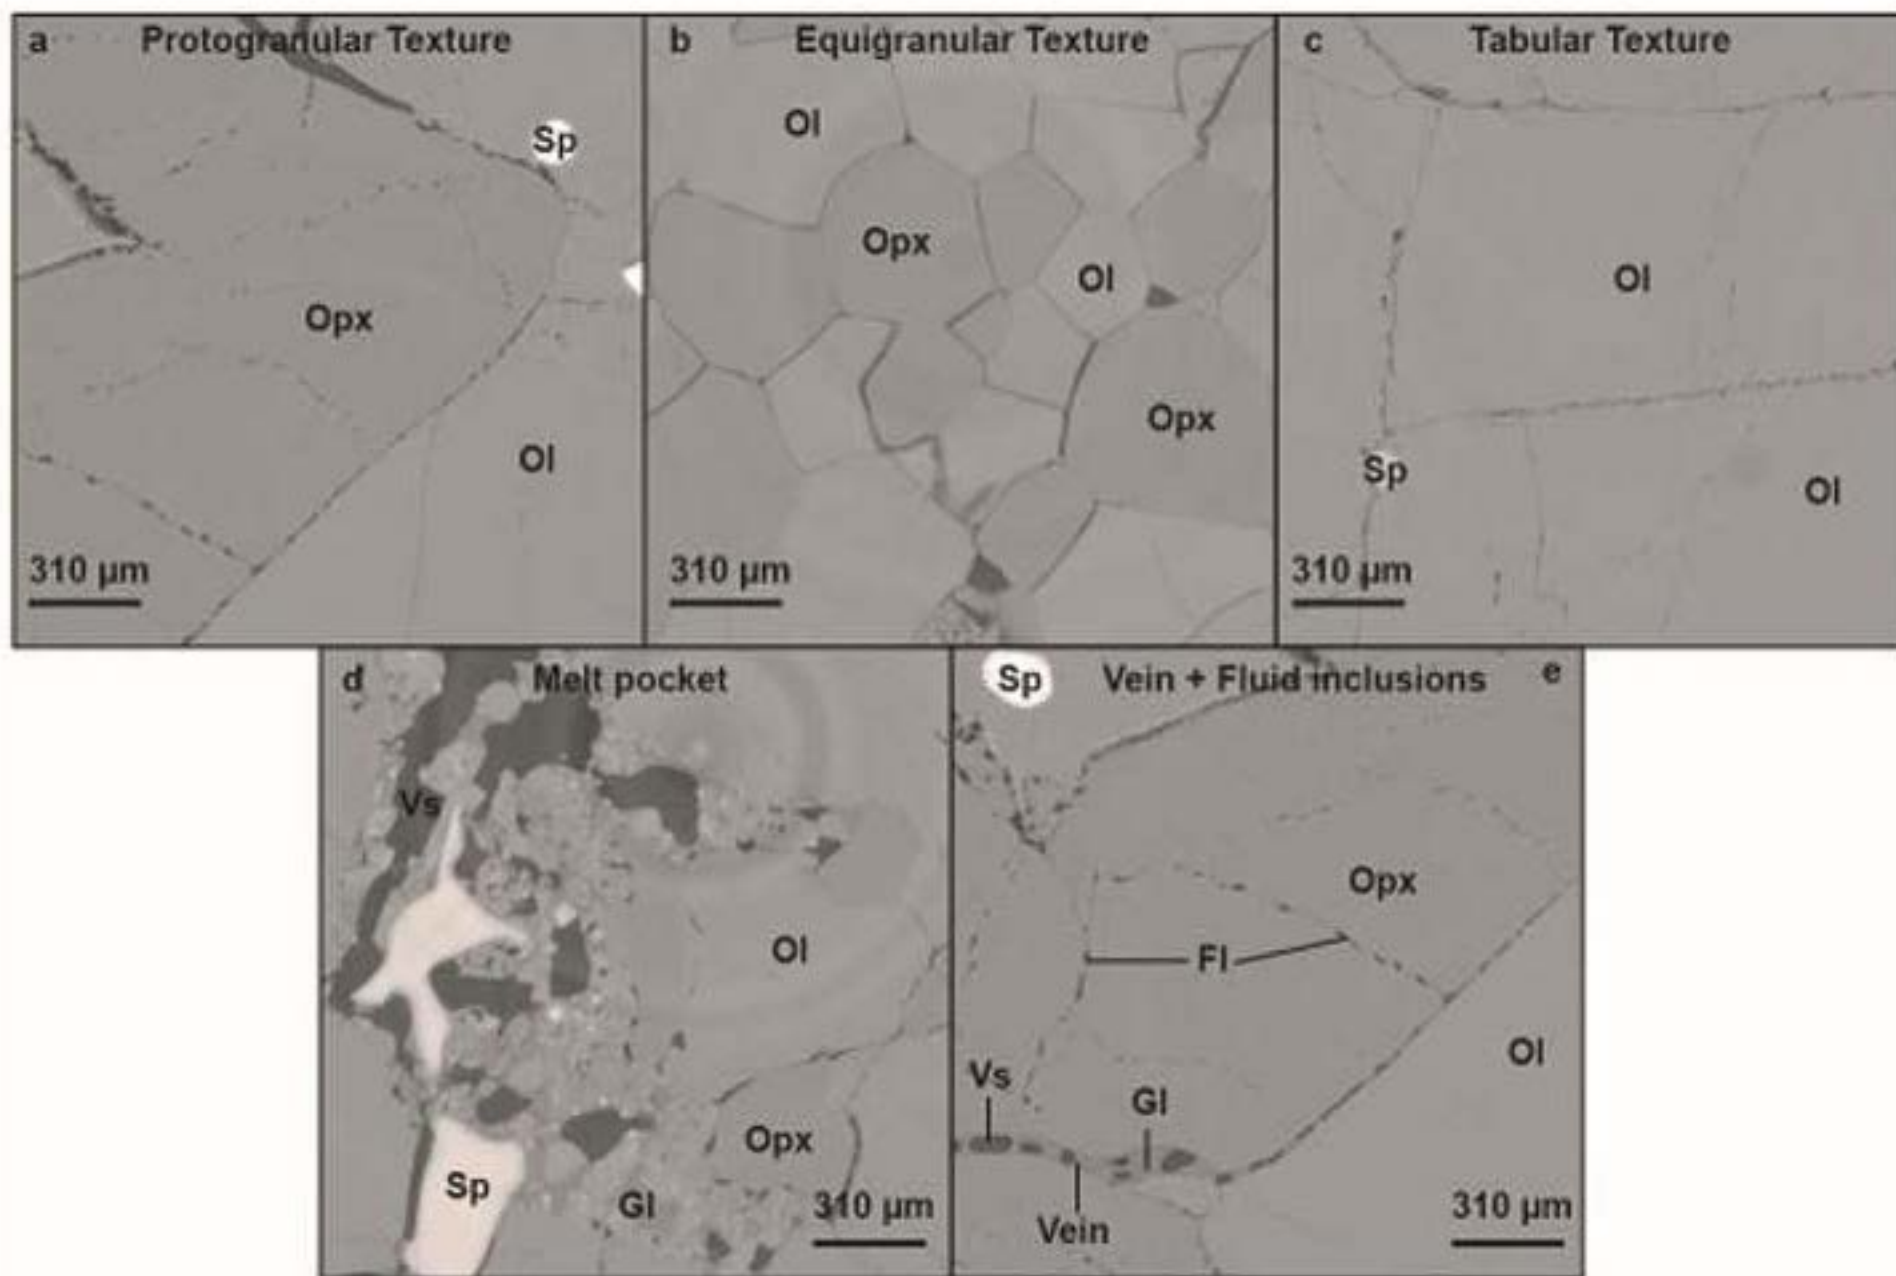 a Protogranular Texture
Sp
Opx
Ol
310 µm
b Equigranular Texture
Ol
Opx
Ol
Opx
310 µm
c Tabular Texture
Ol
Sp
Ol
310 µm
d Melt pocket
Vs
Ol
Opx
Sp
Gl
310 µm
Sp Vein + Fluid inclusions e
Opx
FI
Ol
Vs
Gl
Vein
310 µm